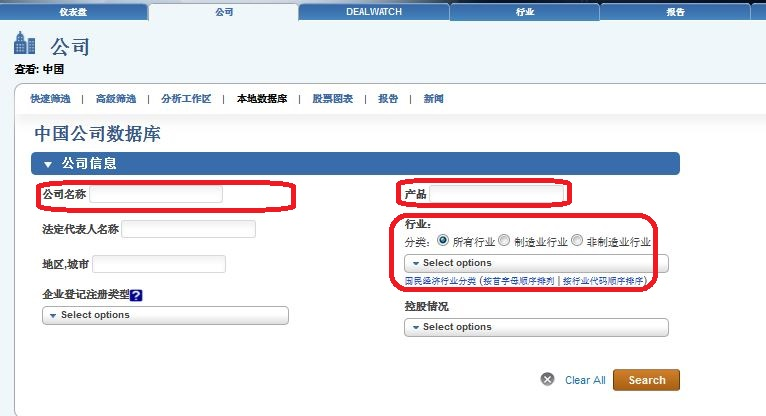 仪表盘 公司 DEALWATCH 行业 报告
公司
查看: 中国
快速筛选 | 高级筛选 | 分析工作区 | 本地数据库 | 股票图表 | 报告 | 新闻
中国公司数据库
公司信息
公司名称 产品
法定代表人名称 行业:
分类: 所有行业 制造业行业 非制造业行业
地区,城市 Select options
国民经济行业分类 (按首字母顺序排列 | 按行业代码顺序排序)
企业登记注册类型? 控股情况
Select options Select options
Clear All Search